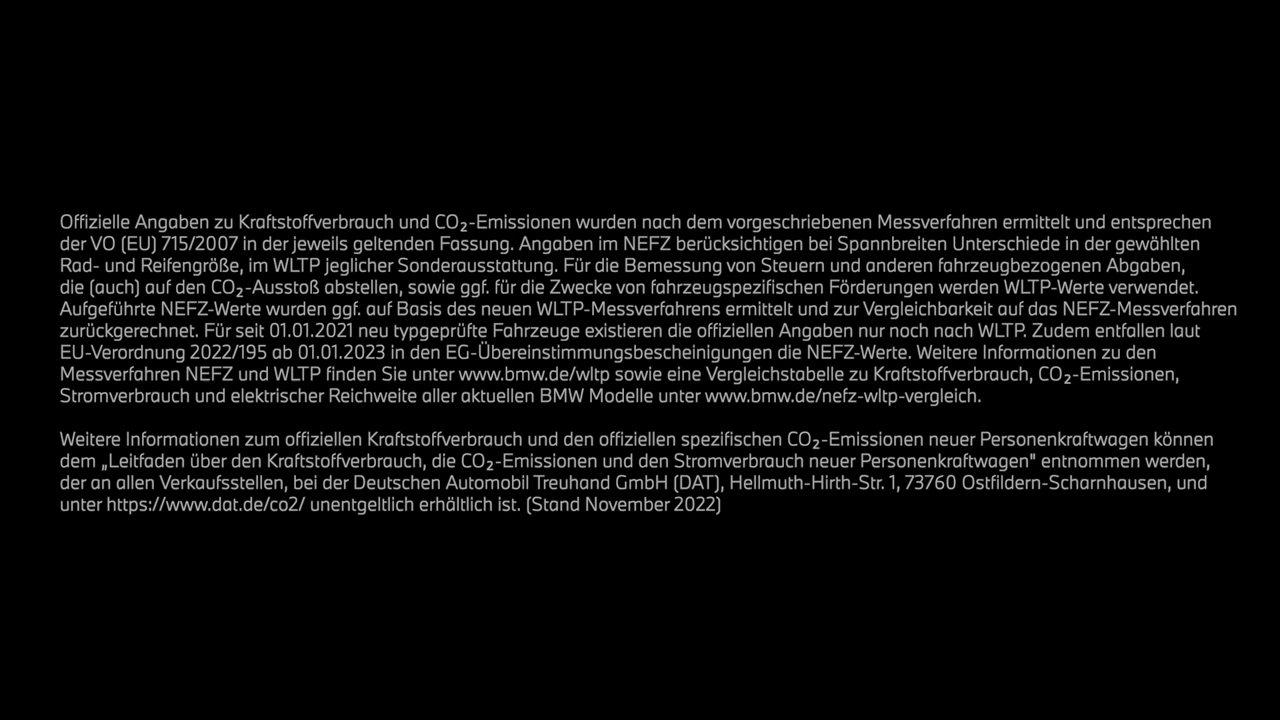 Offizielle Angaben zu Kraftstoffverbrauch und CO₂-Emissionen wurden nach dem vorgeschriebenen Messverfahren ermittelt und entsprechen
der VO (EU) 715/2007 in der jeweils geltenden Fassung. Angaben im NEFZ berücksichtigen bei Spannbreiten Unterschiede in der gewählten
Rad- und Reifengröße, im WLTP jeglicher Sonderausstattung. Für die Bemessung von Steuern und anderen fahrzeugbezogenen Abgaben,
die (auch) auf den CO₂-Ausstoß abstellen, sowie ggf. für die Zwecke von fahrzeugspezifischen Förderungen werden WLTP-Werte verwendet.
Aufgeführte NEFZ-Werte wurden ggf. auf Basis des neuen WLTP-Messverfahrens ermittelt und zur Vergleichbarkeit auf das NEFZ-Messverfahren
zurückgerechnet. Für seit 01.01.2021 neu typgeprüfte Fahrzeuge existieren die offiziellen Angaben nur noch nach WLTP. Zudem entfallen laut
EU-Verordnung 2022/195 ab 01.01.2023 in den EG-Übereinstimmungsbescheinigungen die NEFZ-Werte. Weitere Informationen zu den
Messverfahren NEFZ und WLTP finden Sie unter www.bmw.de/wltp sowie eine Vergleichstabelle zu Kraftstoffverbrauch, CO₂-Emissionen,
Stromverbrauch und elektrischer Reichweite aller aktuellen BMW Modelle unter www.bmw.de/nefz-wltp-vergleich.
Weitere Informationen zum offiziellen Kraftstoffverbrauch und den offiziellen spezifischen CO₂-Emissionen neuer Personenkraftwagen können
dem „Leitfaden über den Kraftstoffverbrauch, die CO₂-Emissionen und den Stromverbrauch neuer Personenkraftwagen" entnommen werden,
der an allen Verkaufsstellen, bei der Deutschen Automobil Treuhand GmbH (DAT), Hellmuth-Hirth-Str. 1, 73760 Ostfildern-Scharnhausen, und
unter https://www.dat.de/co2/ unentgeltlich erhältlich ist. (Stand November 2022)